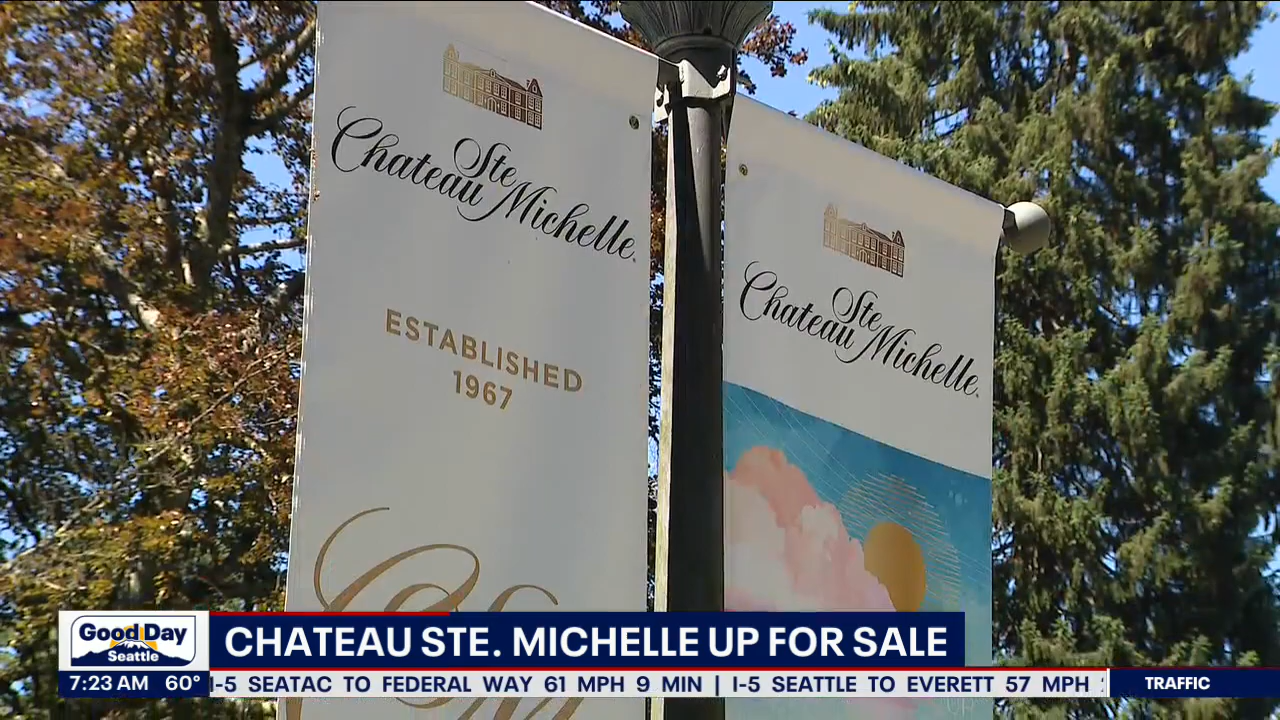 Ste
Chateau Michelle
ESTABLISHED
1967
Ste
Chateau Michelle
Good Day
Seattle
CHATEAU STE. MICHELLE UP FOR SALE
7:23 AM 60°
I-5 SEATAC TO FEDERAL WAY 61 MPH 9 MIN | I-5 SEATTLE TO EVERETT 57 MPH
TRAFFIC